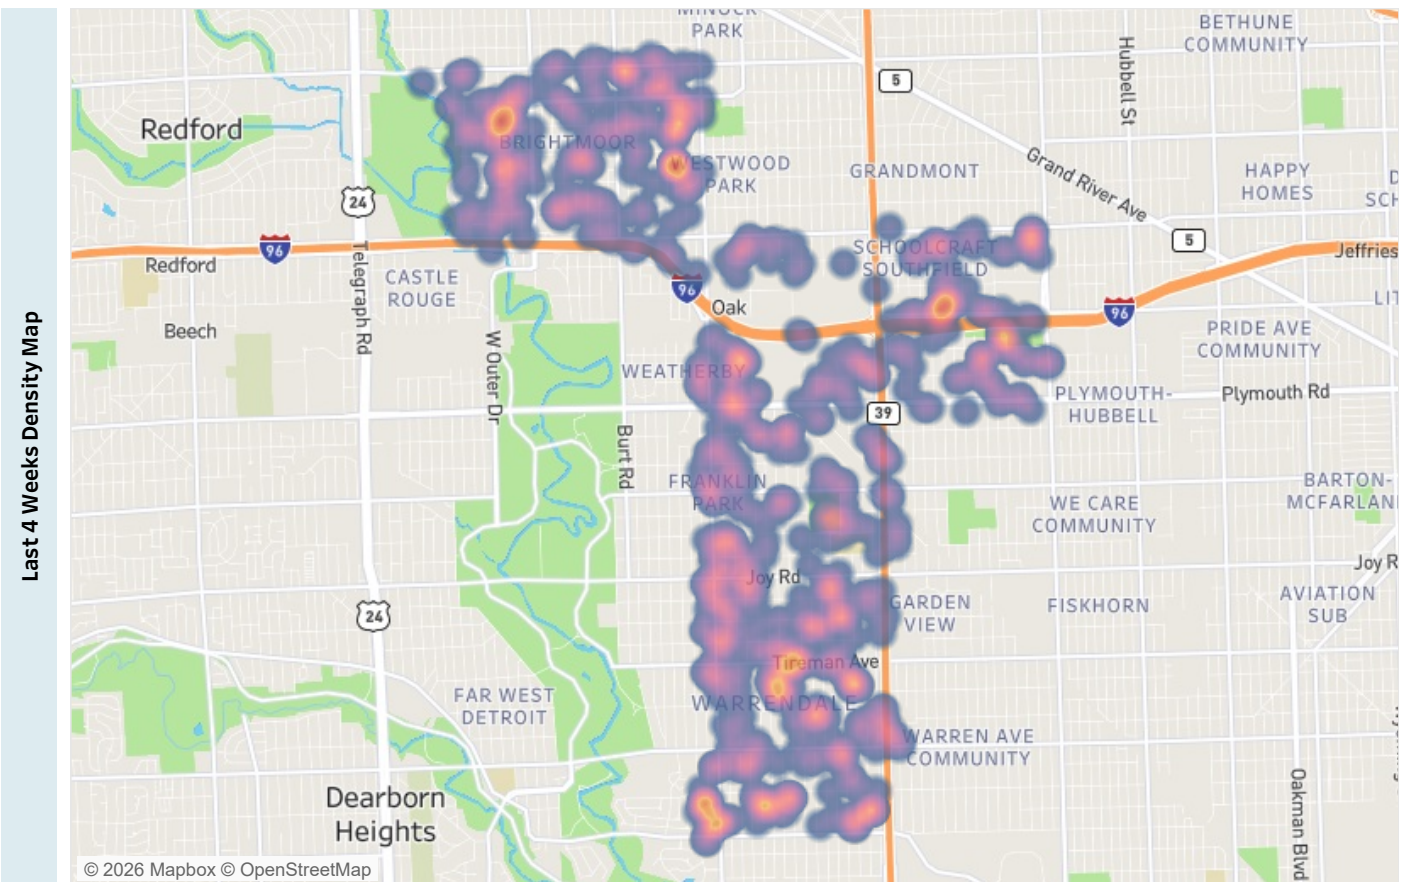 Last 4 Weeks Density Map
MINOCK
PARK
BETHUNE
COMMUNITY
Hubbell St
5
Redford
BRIGHTMOOR
WESTWOOD
PARK
GRANDMONT
Grand River Ave
HAPPY
HOMES
24
5
96
Redford
Telegraph Rd
CASTLE
ROUGE
SCHOOLCRAFT
SOUTHFIELD
Jeffries
96
Oak
96
Beech
W Outer Dr
WEATHERBY
PRIDE AVE
COMMUNITY
39
PLYMOUTH-
HUBBELL
Plymouth Rd
Burt Rd
FRANKLIN
PARK
WE CARE
COMMUNITY
BARTON-
MCFARLAN
Joy Rd
Joy R
24
GARDEN
VIEW
FISKHORN
AVIATION
SUB
Tireman Ave
FAR WEST
DETROIT
WARRENDALE
WARREN AVE
COMMUNITY
Oakman Blvd
Dearborn
Heights
© 2026 Mapbox © OpenStreetMap